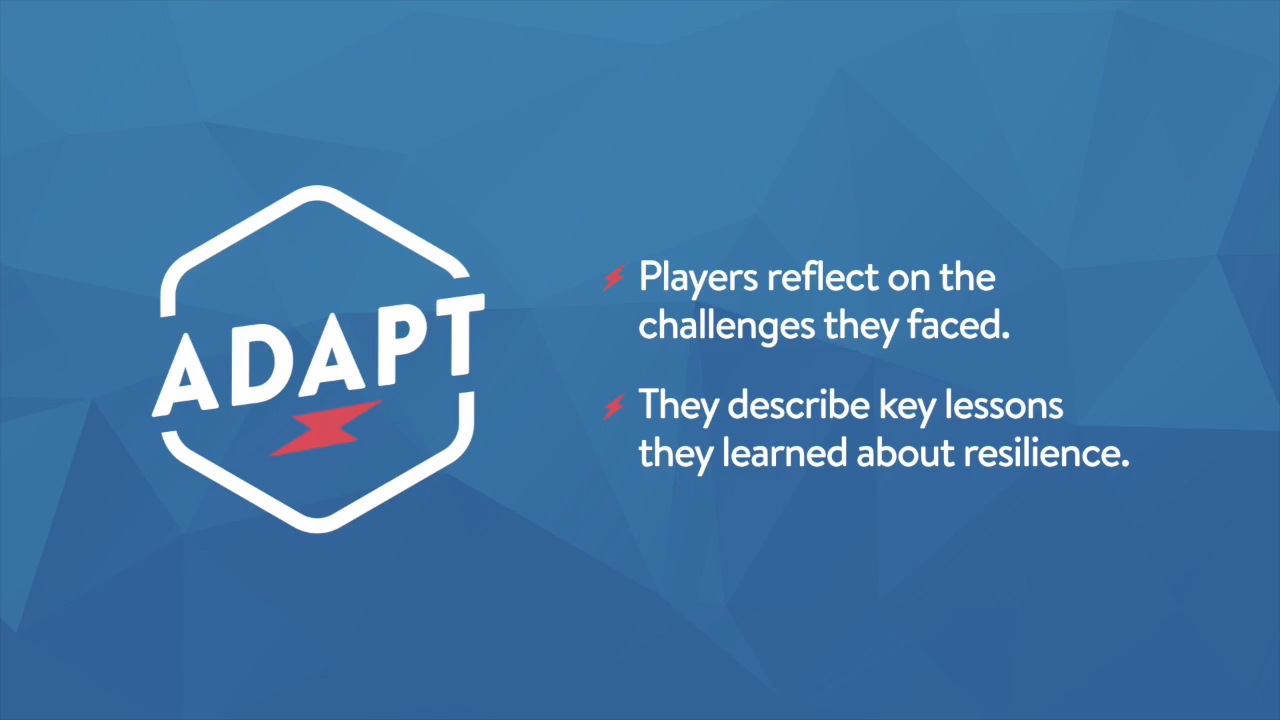 ADAPT
Players reflect on the
challenges they faced.
They describe key lessons
they learned about resilience.